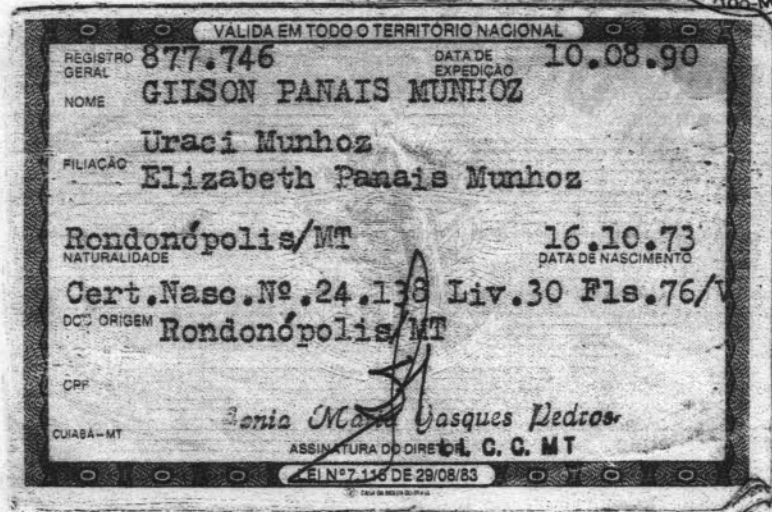 VÁLIDA EM TODO O TERRITÓRIO NACIONAL
REGISTRO GERAL 877.746 DATA DE EXPEDIÇÃO 10.08.90
NOME GILSON PANAIS MUNHOZ
Uraci Munhoz
FILIAÇÃO
Elizabeth Panais Munhoz
Rondonópolis/MT 16.10.73
NATURALIDADE DATA DE NASCIMENTO
Cert.Nasc.Nº.24.138 Liv.30 Fls.76/V
DOC ORIGEM Rondonópolis/MT
CPF
Maria Vasques
CUIABÁ-MT
ASSINATURA DO DIRETOR I. C. C. MT
LEI Nº 7.116 DE 29/08/83